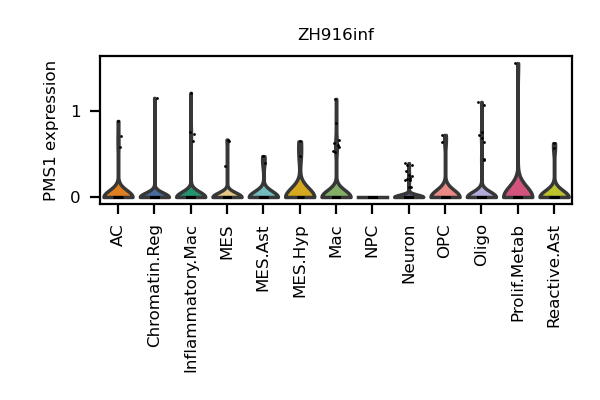 ZH916inf
PMS1 expression
1
0
AC
Chromatin.Reg
Inflammatory.Mac
MES
MES.Ast
MES.Hyp
Mac
NPC
Neuron
OPC
Oligo
Prolif.Metab
Reactive.Ast